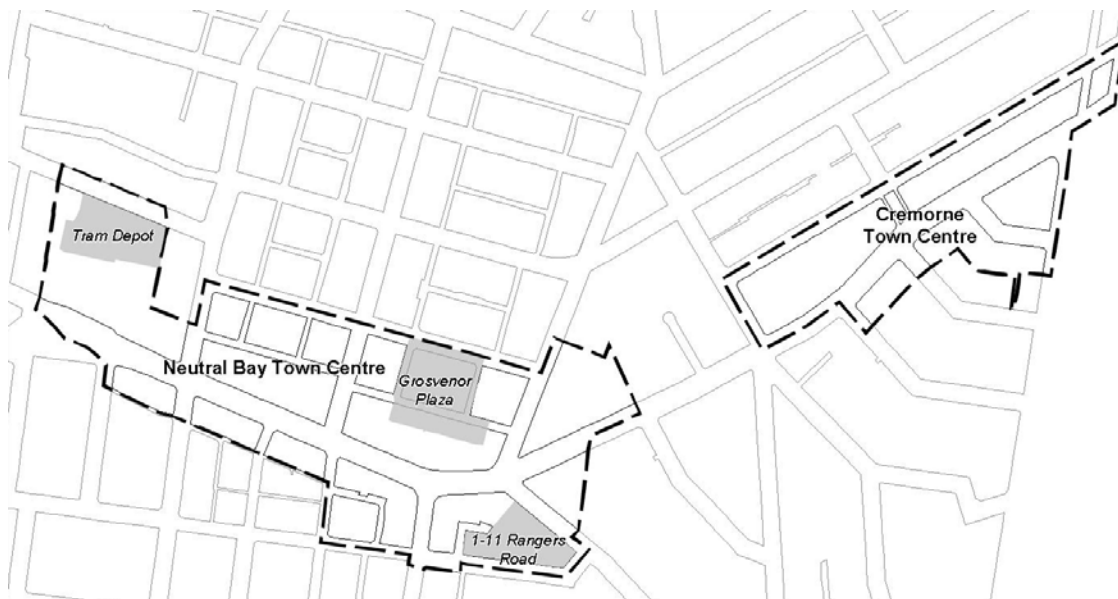 Tram Depot
Cremorne
Town Centre
Neutral Bay Town Centre
Grosvenor
Plaza
1-11 Rangers
Road